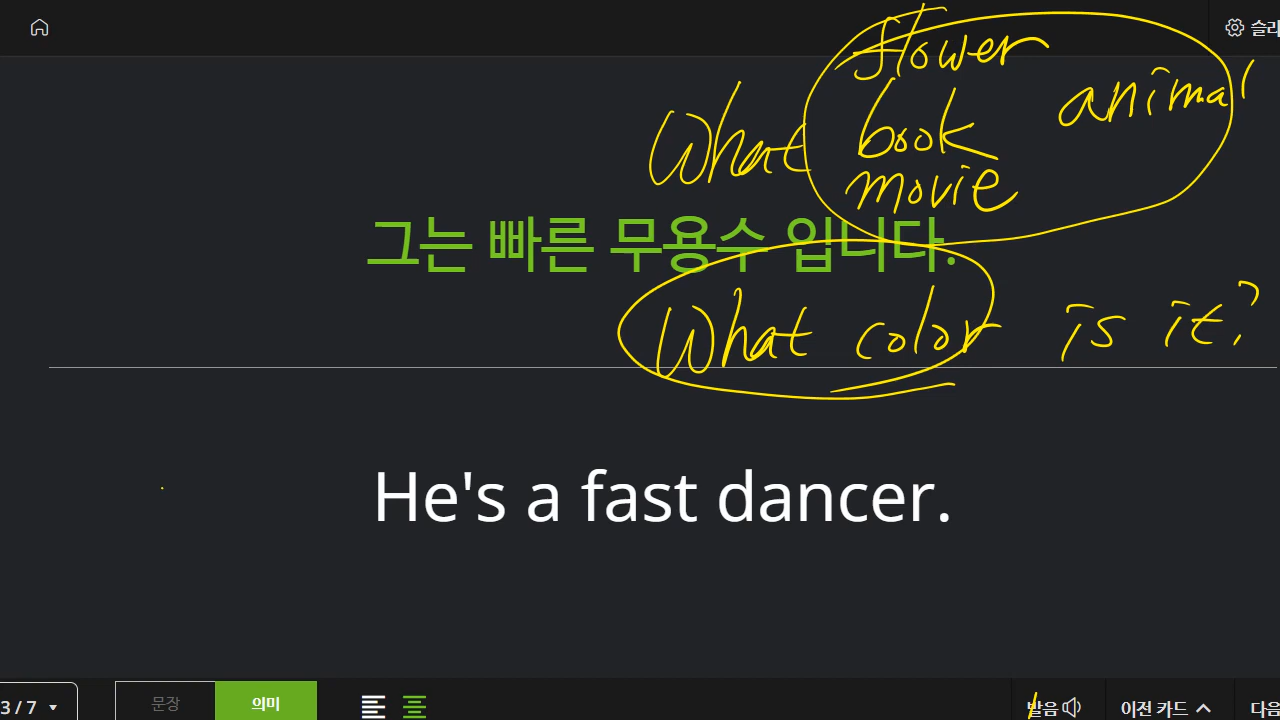 슬라
flower
What book animal
movie
그는 빠른 무용수 입니다.
What color is it?
He's a fast dancer.
3 / 7 문장 의미 발음 이전 카드 다음